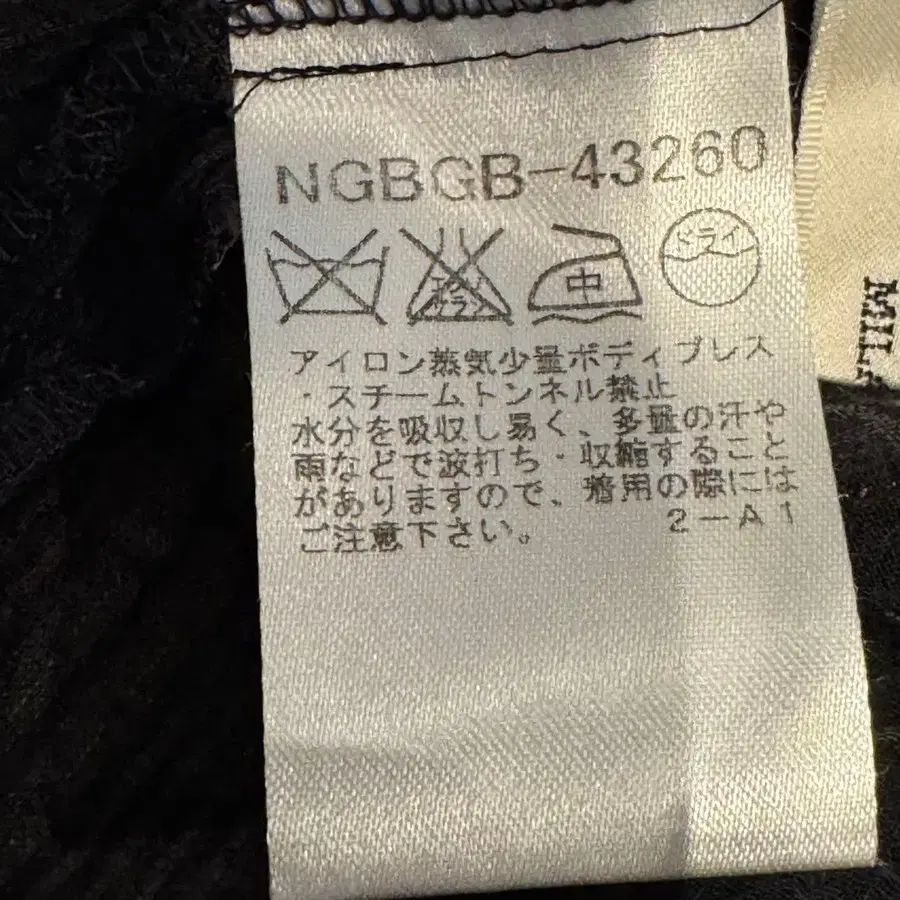 NGBGB-43260
中
ドライ
アイロン蒸気少量ボディプレス
・スチームトンネル禁止
水分を吸収し易く、多量の汗や
雨などで波打ち・収縮すること
がありますので、着用の際には
ご注意下さい。 2-A1